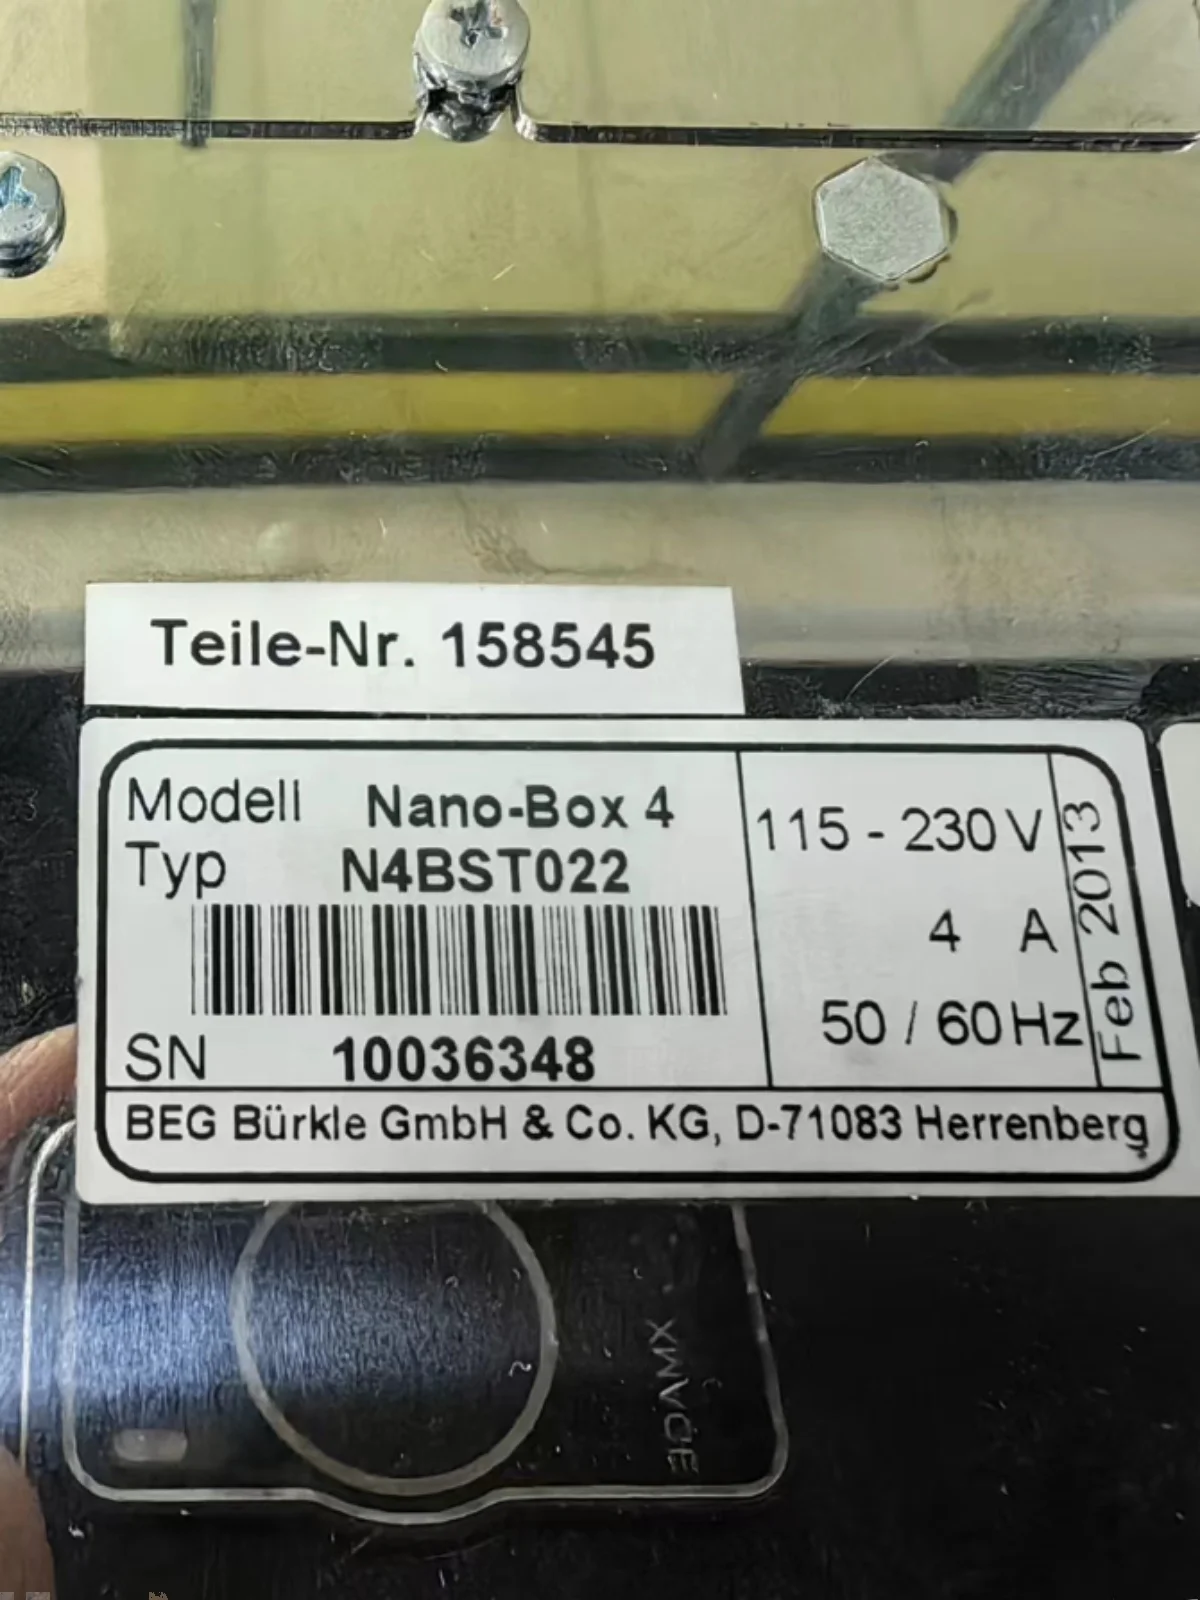 Teile-Nr. 158545
Modell Nano-Box 4
Typ N4BST022
SN 10036348
115 - 230 V
4 A
50 / 60 Hz
Feb 2013
BEG Bürkle GmbH & Co. KG, D-71083 Herrenberg